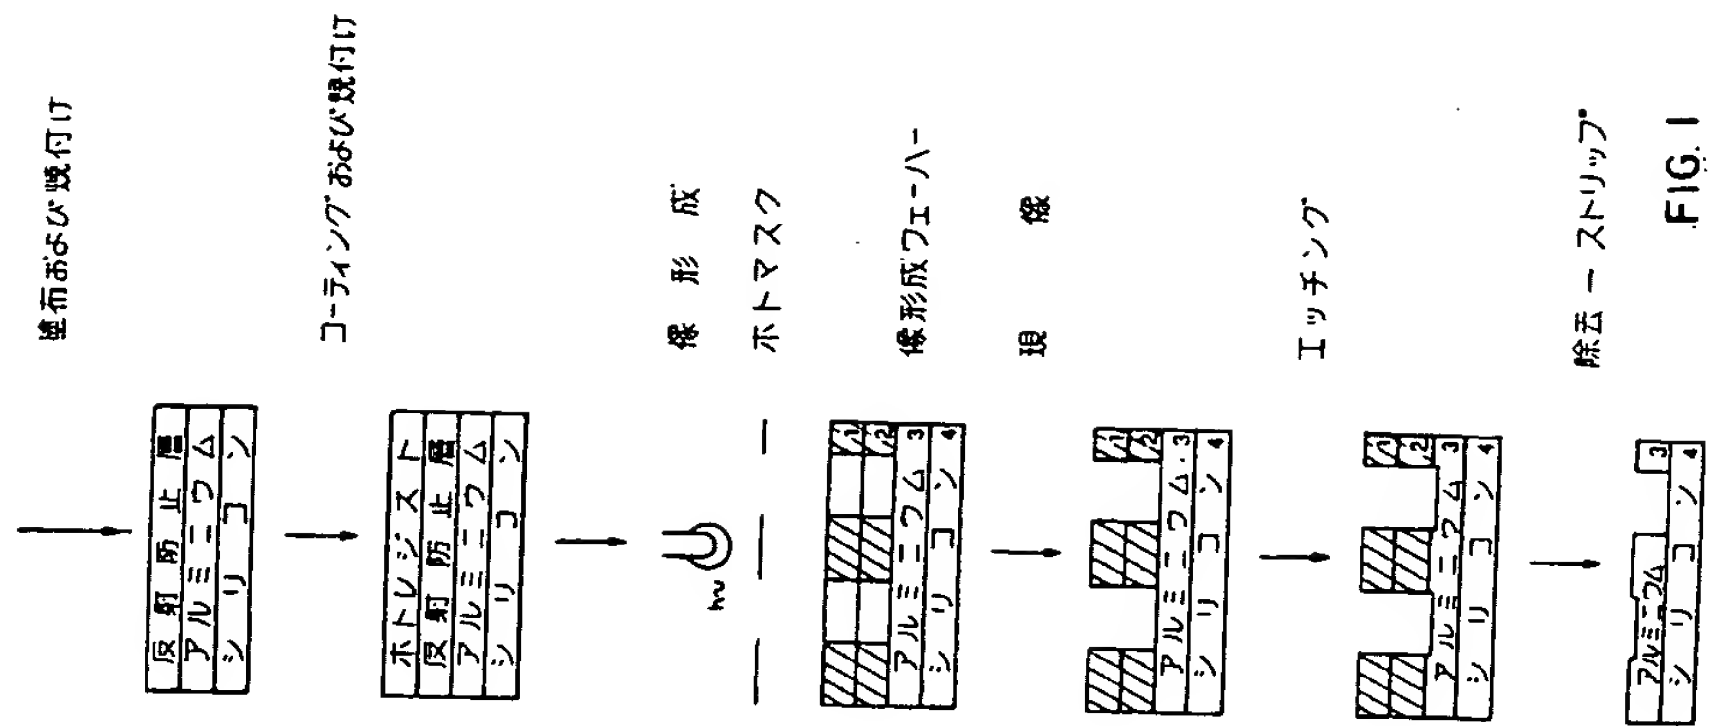 塗布および焼付け
反射防止層
アルミニウム
シリコン
コーティングおよび焼付け
ホトレジスト
反射防止層
アルミニウム
シリコン
像形成
hν
ホトマスク
像形成ウェーハー
1 1
2 2
アルミニウム 3
シリコン 4
現像
1
2
アルミニウム 3
シリコン 4
エッチング
1
2
アルミニウム 3
シリコン 4
除去ーストリップ
アルミニウム 3
シリコン 4
FIG. 1